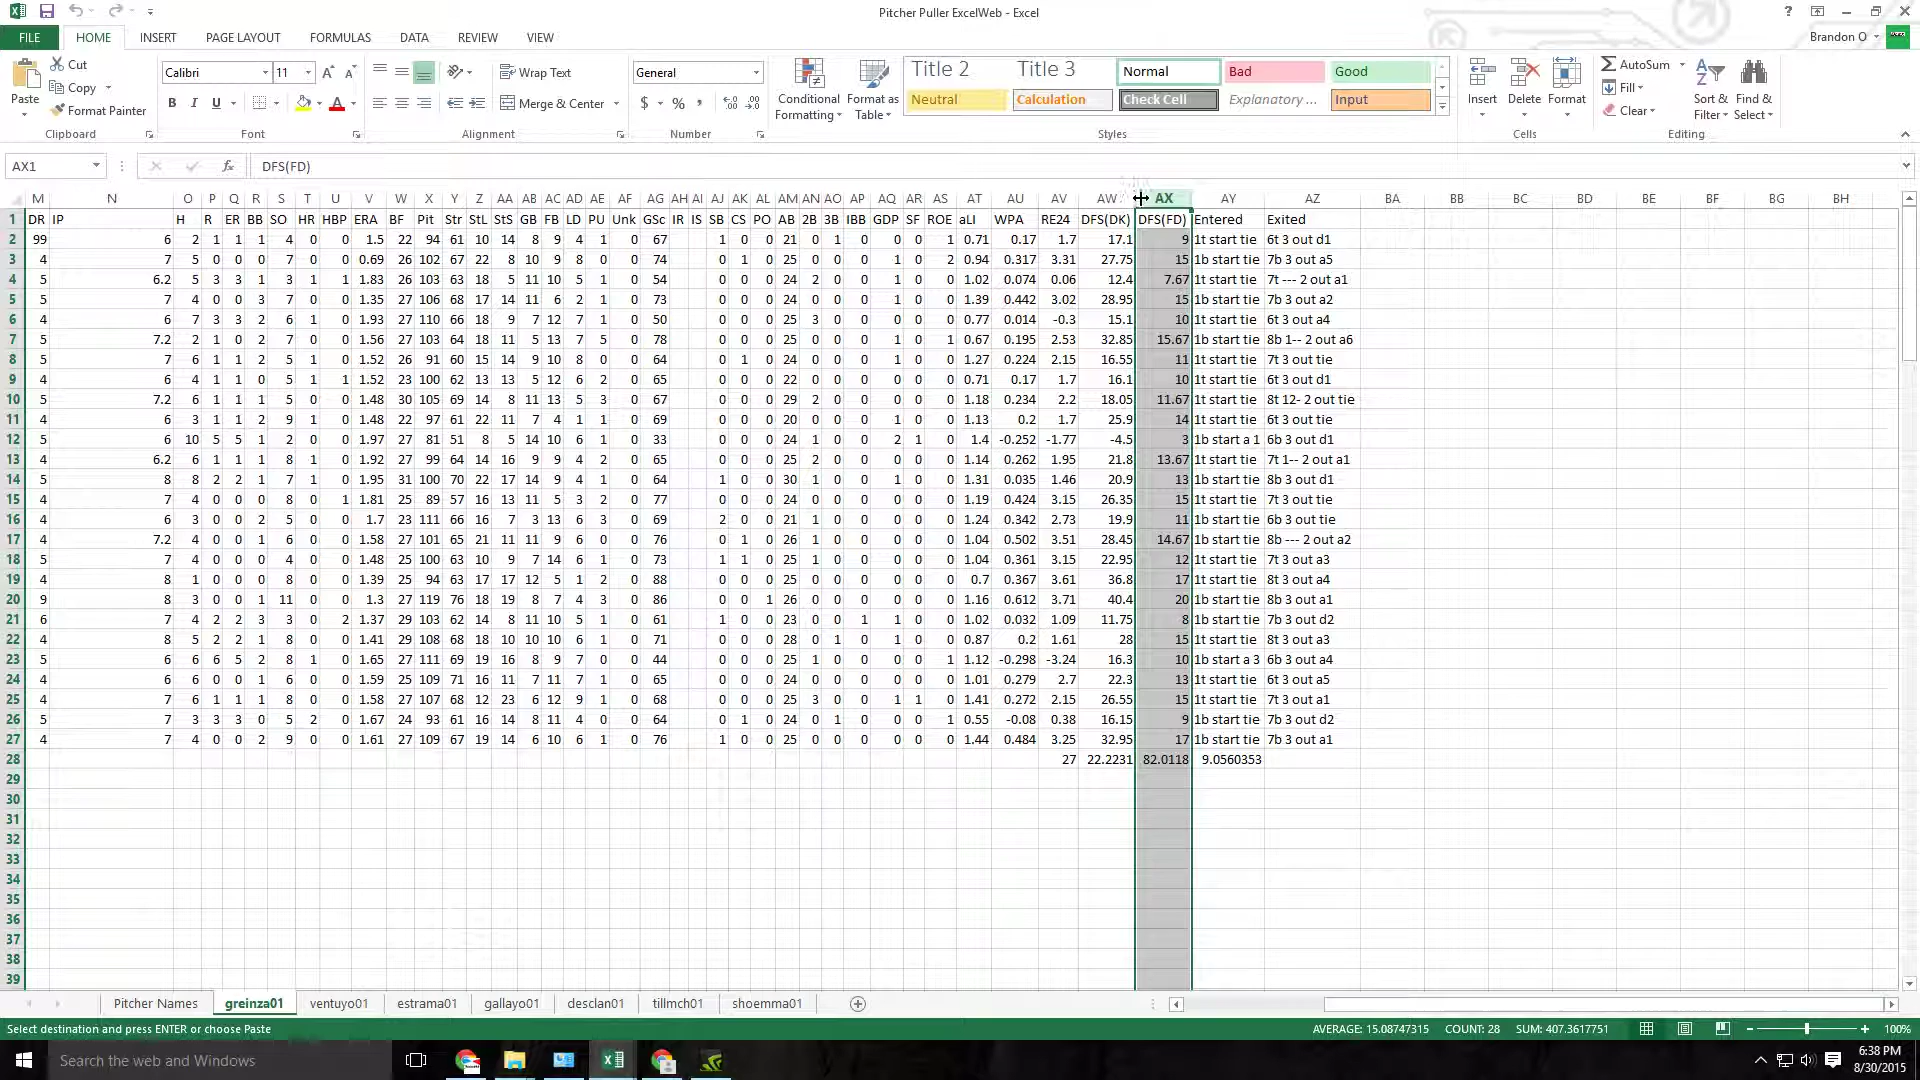 Pitcher Puller ExcelWeb - Excel
FILE HOME INSERT PAGE LAYOUT FORMULAS DATA REVIEW VIEW Brandon O
Cut Calibri 11 Wrap Text General Title 2 Title 3 Normal Bad Good AutoSum
Paste Copy Merge & Center Conditional Formatting Format as Table Neutral Calculation Check Cell Explanatory ... Input Insert Delete Format Fill Sort & Filter Find & Select
Format Painter Clear
Clipboard Font Alignment Number Styles Cells Editing
AX1 DFS(FD)
M N O P Q R S T U V W X Y Z AA AB AC AD AE AF AG AH AI AJ AK AL AM AN AO AP AQ AR AS AT AU AV AW AX AY AZ BA BB BC BD BE BF BG BH
1 DR IP H R ER BB SO HR HBP ERA BF Pit Str StL StS GB FB LD PU Unk GSc IR IS SB CS PO AB 2B 3B IBB GDP SF ROE aLI WPA RE24 DFS(DK) DFS(FD) Entered Exited
2 99 6 2 1 1 1 4 0 0 1.5 22 94 61 10 14 8 9 4 1 0 67 1 0 0 21 0 1 0 0 0 1 0.71 0.17 1.7 17.1 9 1t start tie 6t 3 out d1
3 4 7 5 0 0 0 7 0 0 0.69 26 102 67 22 8 10 9 8 0 0 74 0 1 0 25 0 0 0 1 0 2 0.94 0.317 3.31 27.75 15 1b start tie 7b 3 out a5
4 5 6.2 5 3 3 1 3 1 1 1.83 26 103 63 18 5 11 10 5 1 0 54 0 0 0 24 2 0 0 1 0 0 1.02 0.074 0.06 12.4 7.67 1t start tie 7t --- 2 out a1
5 5 7 4 0 0 3 7 0 0 1.35 27 106 68 17 14 11 6 2 1 0 73 0 0 0 24 0 0 0 1 0 0 1.39 0.442 3.02 28.95 15 1b start tie 7b 3 out a2
6 4 6 7 3 3 2 6 1 0 1.93 27 110 66 18 9 7 12 7 1 0 50 0 0 0 25 3 0 0 0 0 0 0.77 0.014 -0.3 15.1 10 1t start tie 6t 3 out a4
7 5 7.2 2 1 0 2 7 0 0 1.56 27 103 64 18 11 5 13 7 5 0 78 0 0 0 25 0 0 0 1 0 1 0.67 0.195 2.53 32.85 15.67 1b start tie 8b 1-- 2 out a6
8 5 7 6 1 1 2 5 1 0 1.52 26 91 60 15 14 9 10 8 0 0 64 0 1 0 24 0 0 0 1 0 0 1.27 0.224 2.15 16.55 11 1t start tie 7t 3 out tie
9 4 6 4 1 1 0 5 1 1 1.52 23 100 62 13 13 5 12 6 2 0 65 0 0 0 22 0 0 0 0 0 0 0.71 0.17 1.7 16.1 10 1t start tie 6t 3 out d1
10 5 7.2 6 1 1 1 5 0 0 1.48 30 105 69 14 8 11 13 5 3 0 67 0 0 0 29 2 0 0 0 0 0 1.18 0.234 2.2 18.05 11.67 1t start tie 8t 12- 2 out tie
11 4 6 3 1 1 2 9 1 0 1.48 22 97 61 22 11 7 4 1 1 0 69 0 0 0 20 0 0 0 1 0 0 1.13 0.2 1.7 25.9 14 1t start tie 6t 3 out tie
12 5 6 10 5 5 1 2 0 0 1.97 27 81 51 8 5 14 10 6 1 0 33 0 0 0 24 1 0 0 2 1 0 1.4 -0.252 -1.77 -4.5 3 1b start a 1 6b 3 out d1
13 4 6.2 6 1 1 1 8 1 0 1.92 27 99 64 14 16 9 9 4 2 0 65 0 0 0 25 2 0 0 0 0 0 1.14 0.262 1.95 21.8 13.67 1t start tie 7t 1-- 2 out a1
14 5 8 8 2 2 1 7 1 0 1.95 31 100 70 22 17 14 9 4 1 0 64 1 0 0 30 1 0 0 0 0 0 1.31 0.035 1.46 20.9 13 1b start tie 8b 3 out d1
15 4 7 4 0 0 0 8 0 1 1.81 25 89 57 16 13 11 5 3 2 0 77 0 0 0 24 0 0 0 0 0 0 1.19 0.424 3.15 26.35 15 1t start tie 7t 3 out tie
16 4 6 3 0 0 2 5 0 0 1.7 23 111 66 16 7 3 13 6 3 0 69 2 0 0 21 1 0 0 0 0 0 1.24 0.342 2.73 19.9 11 1b start tie 6b 3 out tie
17 4 7.2 4 0 0 1 6 0 0 1.58 27 101 65 21 11 11 9 6 0 0 76 0 1 0 26 1 0 0 0 0 0 1.04 0.502 3.51 28.45 14.67 1b start tie 8b --- 2 out a2
18 5 7 4 0 0 0 4 0 0 1.48 25 100 63 10 9 7 14 6 1 0 73 1 1 0 25 1 0 0 0 0 0 1.04 0.361 3.15 22.95 12 1t start tie 7t 3 out a3
19 4 8 1 0 0 0 8 0 0 1.39 25 94 63 17 17 12 5 1 2 0 88 0 0 0 25 0 0 0 0 0 0 0.7 0.367 3.61 36.8 17 1t start tie 8t 3 out a4
20 9 8 3 0 0 1 11 0 0 1.3 27 119 76 18 19 8 7 4 3 0 86 0 0 1 26 0 0 0 0 0 0 1.16 0.612 3.71 40.4 20 1b start tie 8b 3 out a1
21 6 7 4 2 2 3 3 0 2 1.37 29 103 62 14 8 11 10 5 1 0 61 1 0 0 23 0 0 1 1 0 0 1.02 0.032 1.09 11.75 8 1b start tie 7b 3 out d2
22 4 8 5 2 2 1 8 0 0 1.41 29 108 68 18 10 10 10 6 1 0 71 0 0 0 28 0 1 0 1 0 0 0.87 0.2 1.61 28 15 1t start tie 8t 3 out a3
23 5 6 6 6 5 2 8 1 0 1.65 27 111 69 19 16 8 9 7 0 0 44 0 0 0 25 1 0 0 0 0 1 1.12 -0.298 -3.24 16.3 10 1b start a 3 6b 3 out a4
24 4 6 6 0 0 1 6 0 0 1.59 25 109 71 16 11 7 11 7 1 0 65 0 0 0 24 0 0 0 0 0 0 1.01 0.279 2.7 22.3 13 1t start tie 6t 3 out a5
25 4 7 6 1 1 1 8 0 0 1.58 27 107 68 12 23 6 12 9 1 0 68 0 0 0 25 3 0 0 1 1 0 1.41 0.272 2.15 26.55 15 1t start tie 7t 3 out a1
26 5 7 3 3 3 0 5 2 0 1.67 24 93 61 16 14 8 11 4 0 0 64 0 1 0 24 0 1 0 0 0 1 0.55 -0.08 0.38 16.15 9 1b start tie 7b 3 out d2
27 4 7 4 0 0 2 9 0 0 1.61 27 109 67 19 14 6 10 6 1 0 76 1 0 0 25 0 0 0 0 0 0 1.44 0.484 3.25 32.95 17 1b start tie 7b 3 out a1
28 27 22.2231 82.0118 9.0560353
29
30
31
32
33
34
35
36
37
38
39
Pitcher Names greinza01 ventuyo01 estrama01 gallayo01 desclan01 tillmch01 shoemma01
Select destination and press ENTER or choose Paste AVERAGE: 15.08747315 COUNT: 28 SUM: 407.3617751 100%
Search the web and Windows 6:38 PM
8/30/2015